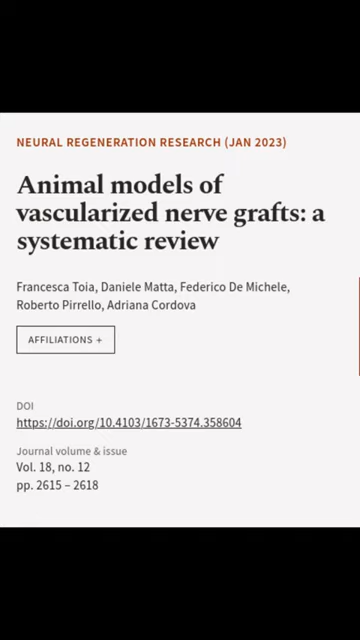 NEURAL REGENERATION RESEARCH (JAN 2023)
Animal models of
vascularized nerve grafts: a
systematic review
Francesca Toia, Daniele Matta, Federico De Michele,
Roberto Pirrello, Adriana Cordova
AFFILIATIONS +
DOI
https://doi.org/10.4103/1673-5374.358604
Journal volume & issue
Vol. 18, no. 12
pp. 2615 – 2618